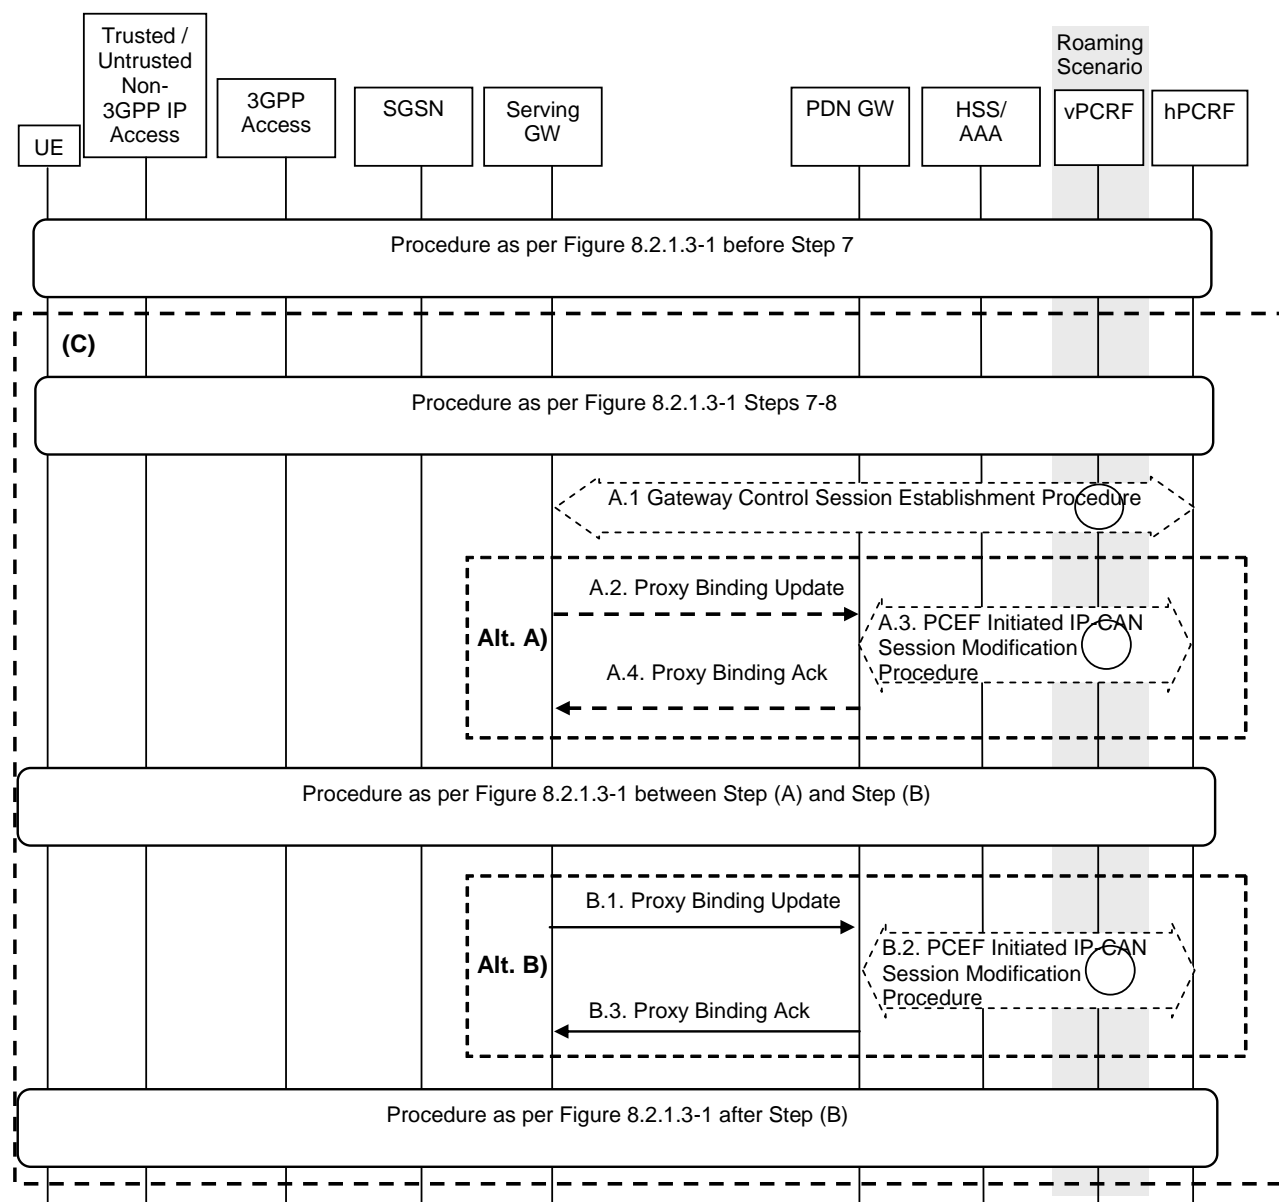 Trusted /
Untrusted
Non-
3GPP IP
Access
Roaming
Scenario
UE
3GPP
Access
SGSN
Serving
GW
PDN GW
HSS/
AAA
vPCRF
hPCRF
Procedure as per Figure 8.2.1.3-1 before Step 7
(C)
Procedure as per Figure 8.2.1.3-1 Steps 7-8
A.1 Gateway Control Session Establishment Procedure
Alt. A)
A.2. Proxy Binding Update
A.3. PCEF Initiated IP-CAN
Session Modification
Procedure
A.4. Proxy Binding Ack
Procedure as per Figure 8.2.1.3-1 between Step (A) and Step (B)
Alt. B)
B.1. Proxy Binding Update
B.2. PCEF Initiated IP-CAN
Session Modification
Procedure
B.3. Proxy Binding Ack
Procedure as per Figure 8.2.1.3-1 after Step (B)